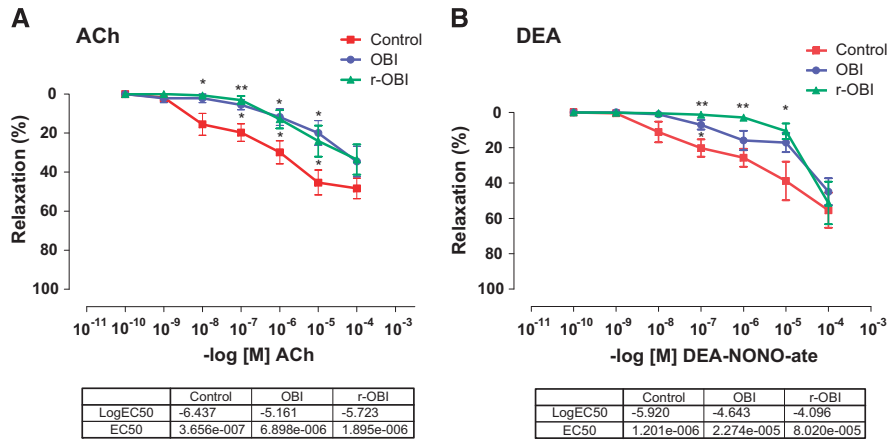 A
ACh
Control
OBI
r-OBI
Relaxation (%)
0
20
40
60
80
100
* ** * *
* * *
10-11 10-10 10-9 10-8 10-7 10-6 10-5 10-4 10-3
-log [M] ACh
Control OBI r-OBI
LogEC50 -6.437 -5.161 -5.723
EC50 3.656e-007 6.898e-006 1.895e-006
B
DEA
Control
OBI
r-OBI
Relaxation (%)
0
20
40
60
80
100
** ** *
*
10-11 10-10 10-9 10-8 10-7 10-6 10-5 10-4 10-3
-log [M] DEA-NONO-ate
Control OBI r-OBI
LogEC50 -5.920 -4.643 -4.096
EC50 1.201e-006 2.274e-005 8.020e-005